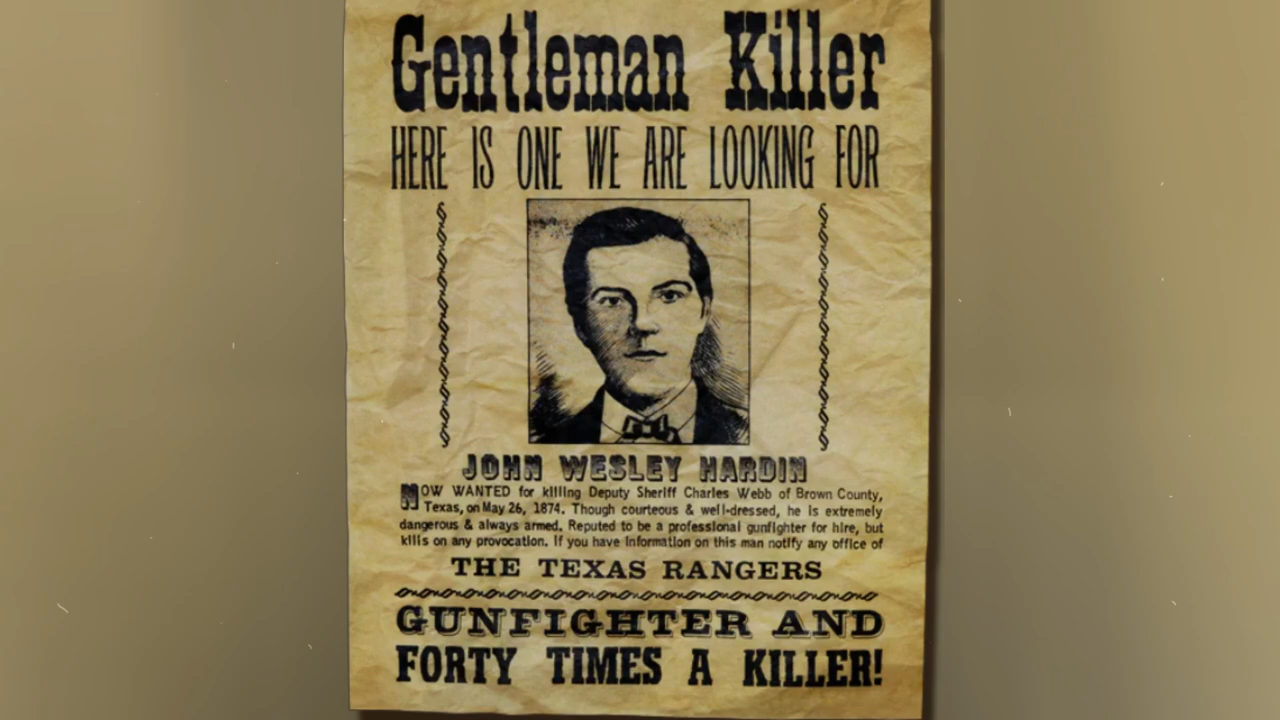 Gentleman Killer
HERE IS ONE WE ARE LOOKING FOR
JOHN WESLEY HARDIN
NOW WANTED for killing Deputy Sheriff Charles Webb of Brown County,
Texas, on May 26, 1874. Though courteous & well-dressed, he is extremely
dangerous & always armed. Reputed to be a professional gunfighter for hire, but
kills on any provocation. If you have information on this man notify any office of
THE TEXAS RANGERS
GUNFIGHTER AND
FORTY TIMES A KILLER!